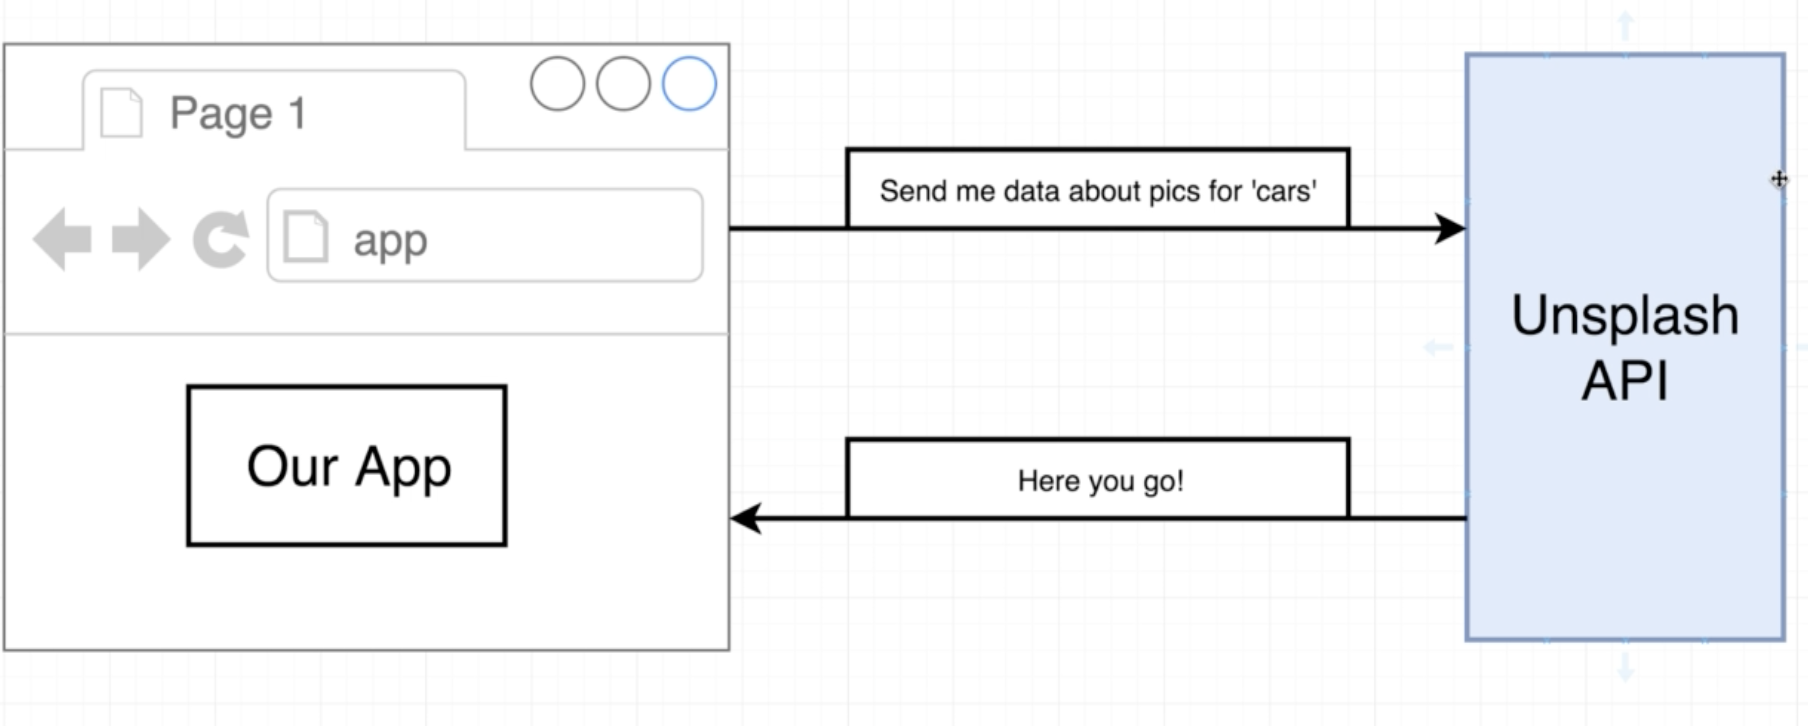 Page 1
app
Our App
Send me data about pics for 'cars'
Here you go!
Unsplash
API